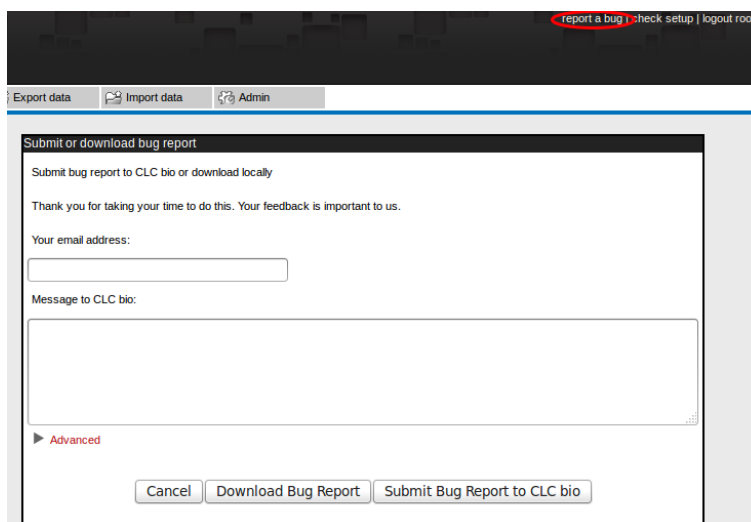 report a bug | check setup | logout roo
Export data Import data Admin
Submit or download bug report
Submit bug report to CLC bio or download locally
Thank you for taking your time to do this. Your feedback is important to us.
Your email address:
Message to CLC bio:
Advanced
Cancel Download Bug Report Submit Bug Report to CLC bio